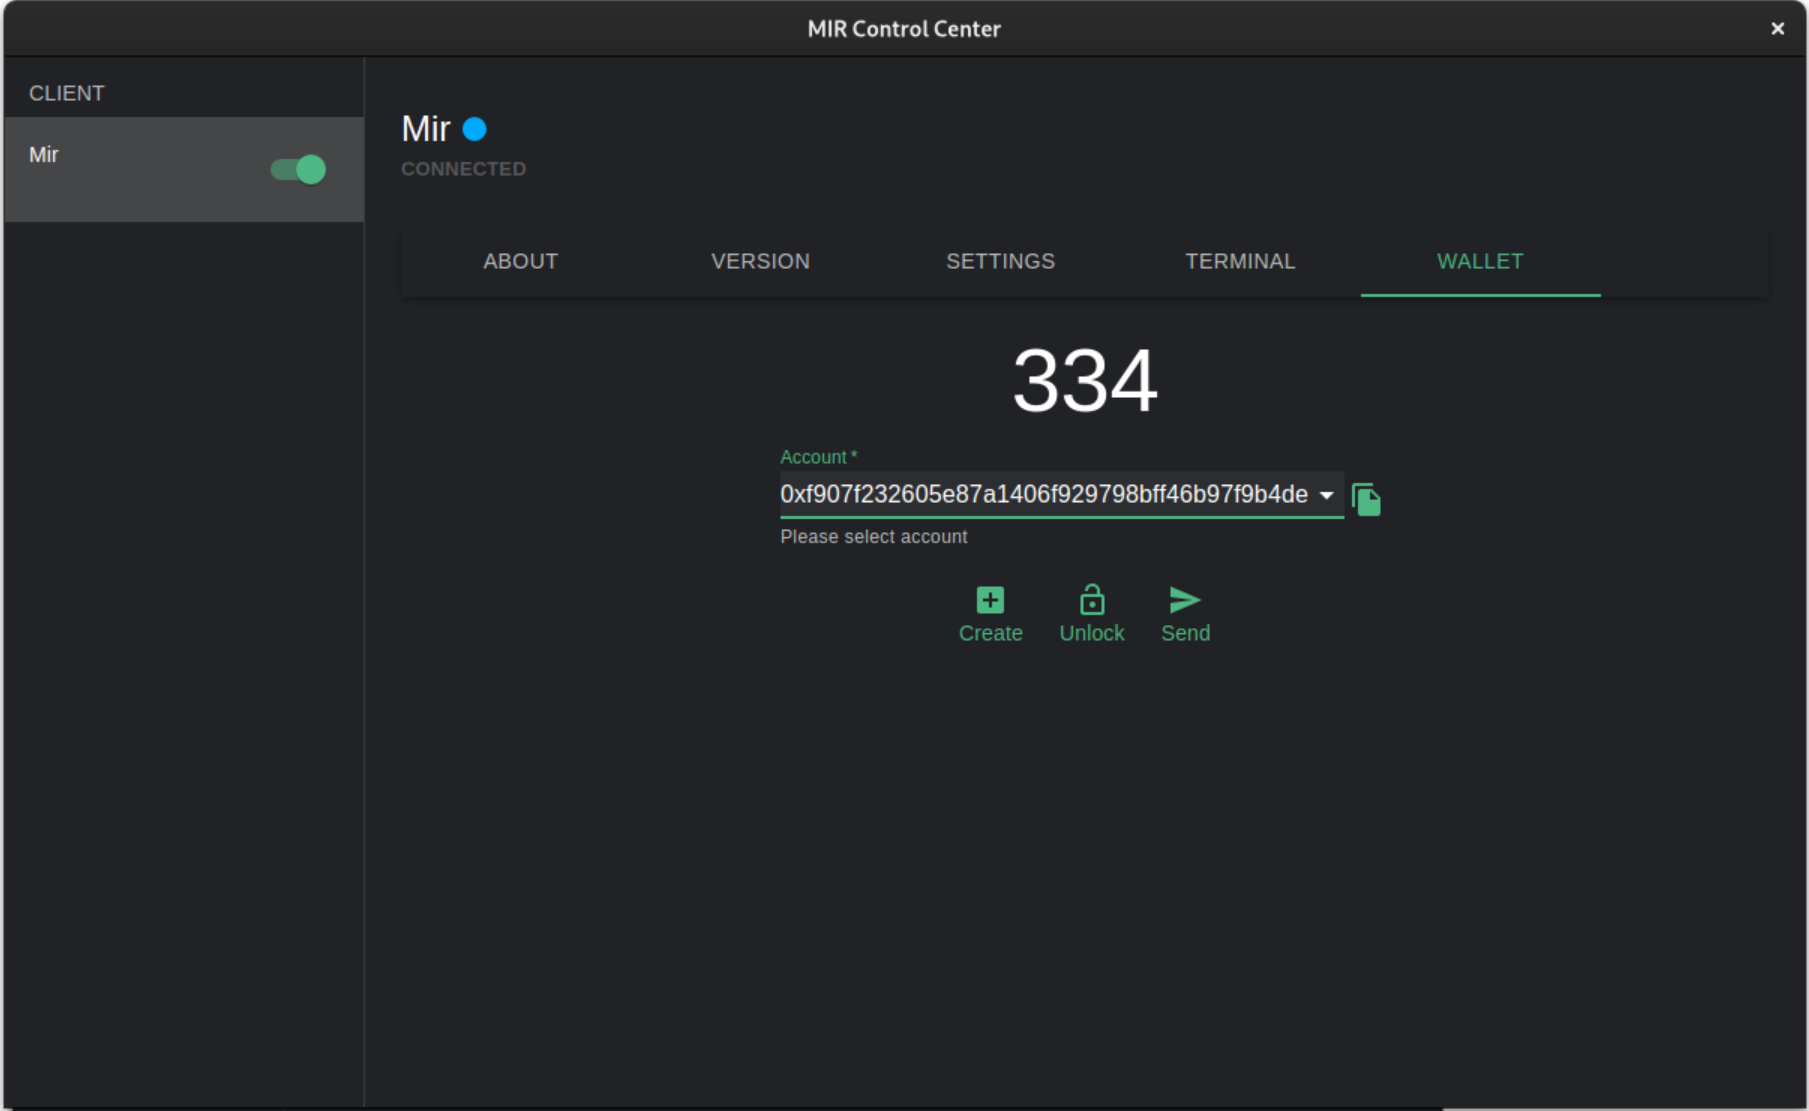 MIR Control Center
CLIENT
Mir
Mir
CONNECTED
ABOUT VERSION SETTINGS TERMINAL WALLET
334
Account *
0xf907f232605e87a1406f929798bff46b97f9b4de
Please select account
Create Unlock Send